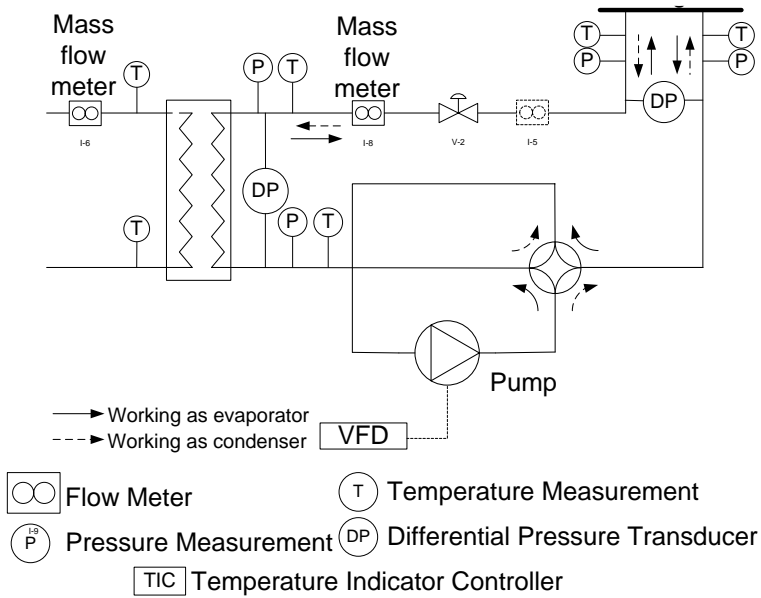 Mass
flow
meter
Mass
flow
meter
T
P
T
T
P
T
P
DP
I-6
I-8
V-2
I-5
DP
T
P
T
Pump
Working as evaporator
Working as condenser
VFD
Flow Meter
T
Temperature Measurement
I-9
P
Pressure Measurement
DP
Differential Pressure Transducer
TIC
Temperature Indicator Controller